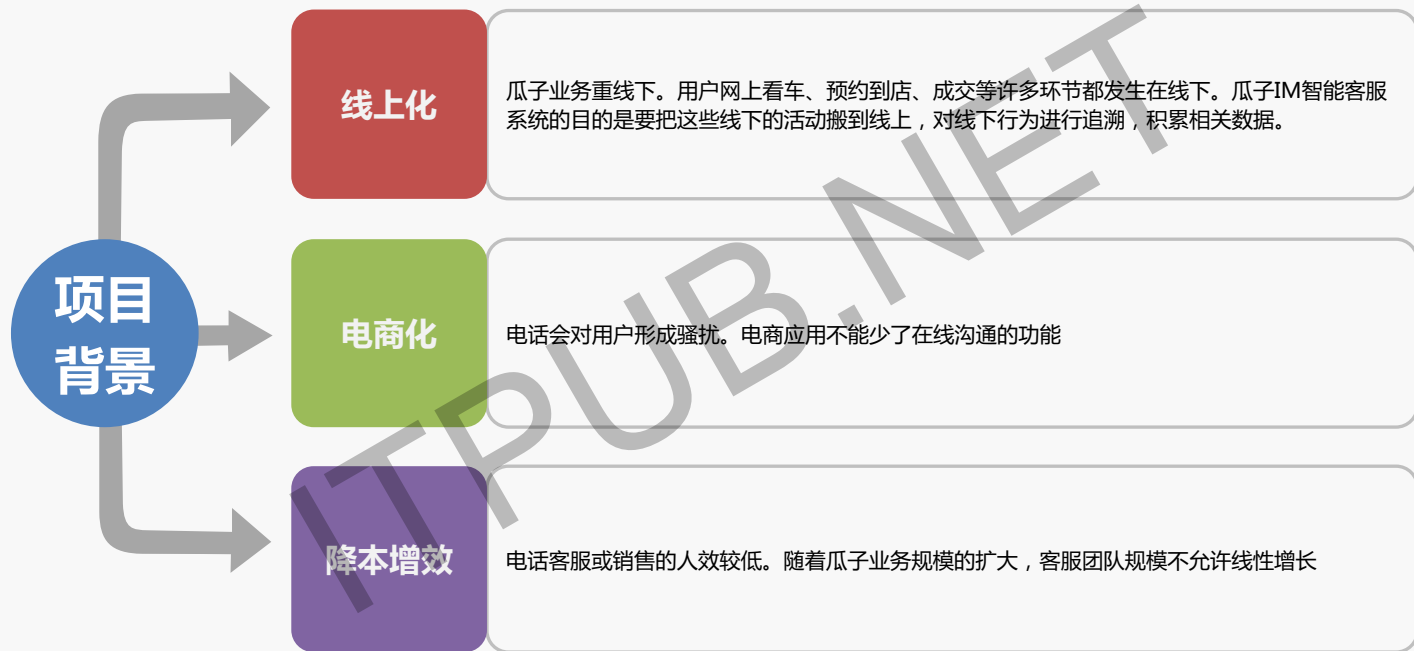 项目
背景
线上化
瓜子业务重线下。用户网上看车、预约到店、成交等许多环节都发生在线下。瓜子IM智能客服
系统的目的是要把这些线下的活动搬到线上，对线下行为进行追溯，积累相关数据。
电商化
电话会对用户形成骚扰。电商应用不能少了在线沟通的功能
降本增效
电话客服或销售的人效较低。随着瓜子业务规模的扩大，客服团队规模不允许线性增长
ITPUB.NET